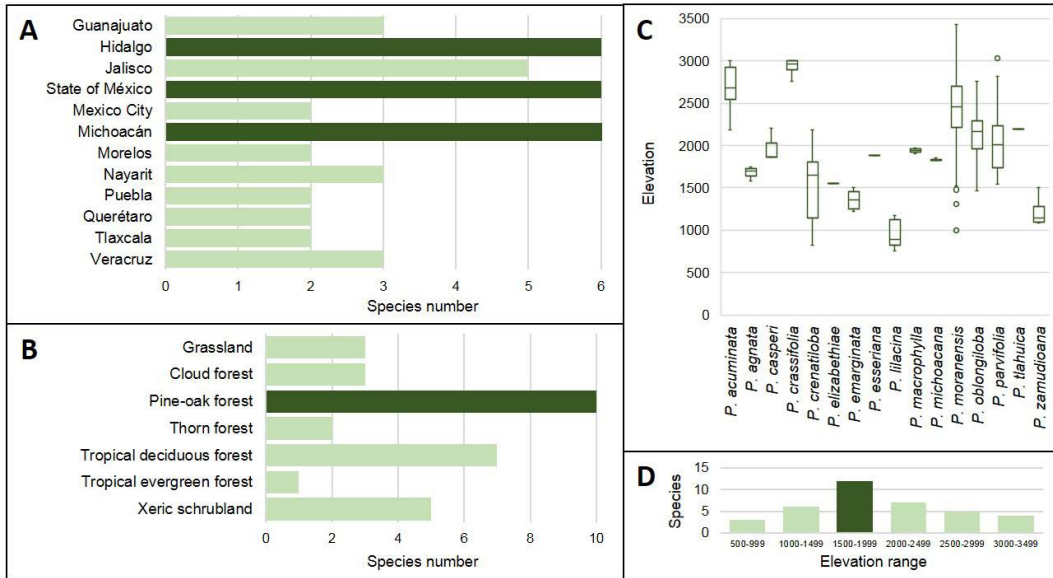 A
Guanajuato
Hidalgo
Jalisco
State of México
Mexico City
Michoacán
Morelos
Nayarit
Puebla
Querétaro
Tlaxcala
Veracruz
0 1 2 3 4 5 6
Species number
B
Grassland
Cloud forest
Pine-oak forest
Thorn forest
Tropical deciduous forest
Tropical evergreen forest
Xeric schrubland
0 2 4 6 8 10
Species number
C
Elevation
3500
3000
2500
2000
1500
1000
500
0
P. acuminata
P. agnata
P. casperi
P. crassifolia
P. crenatiloba
P. elizabethiae
P. emarginata
P. esseriana
P. lilacina
P. macrophylla
P. michoacana
P. moranensis
P. oblongiloba
P. parvifolia
P. tlahuica
P. zamudioana
D
Species
15
10
5
0
500-999 1000-1499 1500-1999 2000-2499 2500-2999 3000-3499
Elevation range